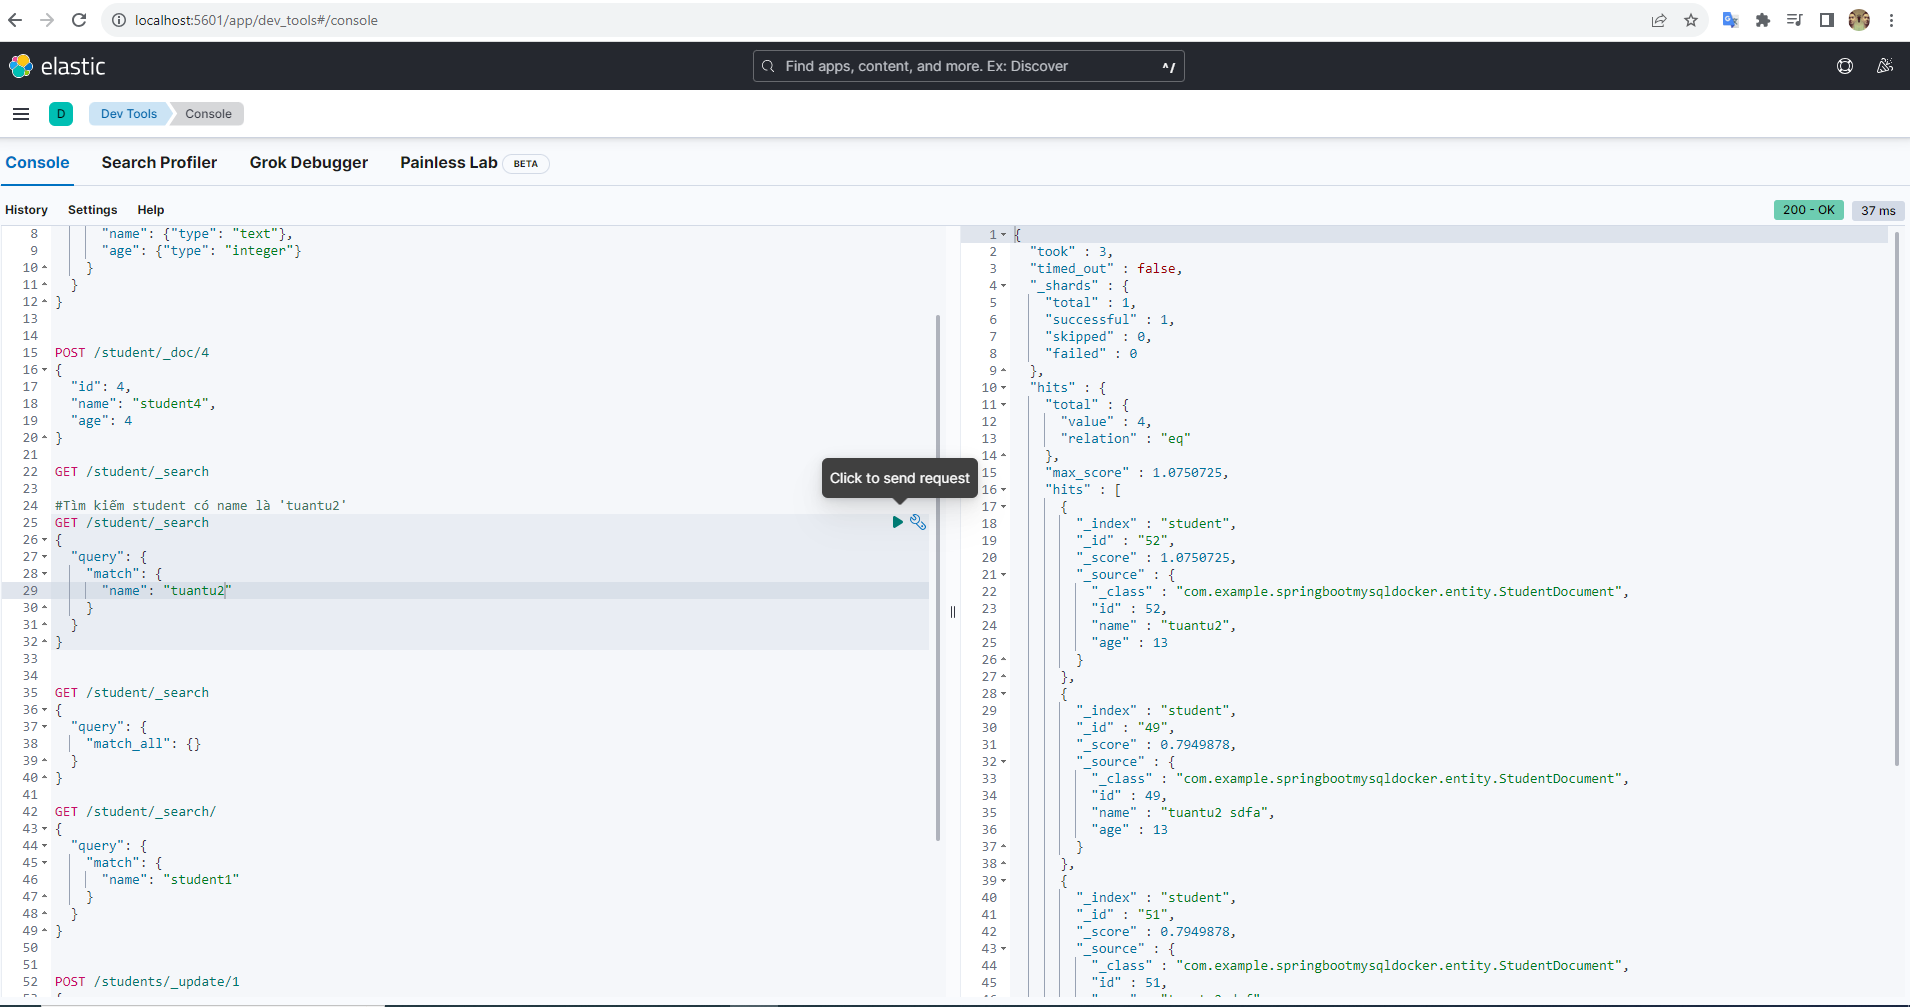 localhost:5601/app/dev_tools#/console
elastic
Find apps, content, and more. Ex: Discover
^/
D
Dev Tools
Console
Console
Search Profiler
Grok Debugger
Painless Lab
BETA
History
Settings
Help
200 - OK
37 ms
8 "name": {"type": "text"},
9 "age": {"type": "integer"}
10 }
11 }
12 }
13
14
15 POST /student/_doc/4
16 {
17 "id": 4,
18 "name": "student4",
19 "age": 4
20 }
21
22 GET /student/_search
23
24 #Tìm kiếm student có name là 'tuantu2'
25 GET /student/_search
26 {
27 "query": {
28 "match": {
29 "name": "tuantu2"
30 }
31 }
32 }
33
34
35 GET /student/_search
36 {
37 "query": {
38 "match_all": {}
39 }
40 }
41
42 GET /student/_search/
43 {
44 "query": {
45 "match": {
46 "name": "student1"
47 }
48 }
49 }
50
51
52 POST /students/_update/1
53 {
Click to send request
1 {
2 "took" : 3,
3 "timed_out" : false,
4 "_shards" : {
5 "total" : 1,
6 "successful" : 1,
7 "skipped" : 0,
8 "failed" : 0
9 },
10 "hits" : {
11 "total" : {
12 "value" : 4,
13 "relation" : "eq"
14 },
15 "max_score" : 1.0750725,
16 "hits" : [
17 {
18 "_index" : "student",
19 "_id" : "52",
20 "_score" : 1.0750725,
21 "_source" : {
22 "_class" : "com.example.springbootmysqldocker.entity.StudentDocument",
23 "id" : 52,
24 "name" : "tuantu2",
25 "age" : 13
26 }
27 },
28 {
29 "_index" : "student",
30 "_id" : "49",
31 "_score" : 0.7949878,
32 "_source" : {
33 "_class" : "com.example.springbootmysqldocker.entity.StudentDocument",
34 "id" : 49,
35 "name" : "tuantu2 sdfa",
36 "age" : 13
37 }
38 },
39 {
40 "_index" : "student",
41 "_id" : "51",
42 "_score" : 0.7949878,
43 "_source" : {
44 "_class" : "com.example.springbootmysqldocker.entity.StudentDocument",
45 "id" : 51,